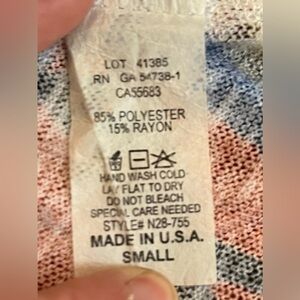 LOT 41385
RN GA 54738-1
CA55683
85% POLYESTER
15% RAYON
HAND WASH COLD
LAY FLAT TO DRY
DO NOT BLEACH
SPECIAL CARE NEEDED
STYLE# N28-755
MADE IN U.S.A.
SMALL